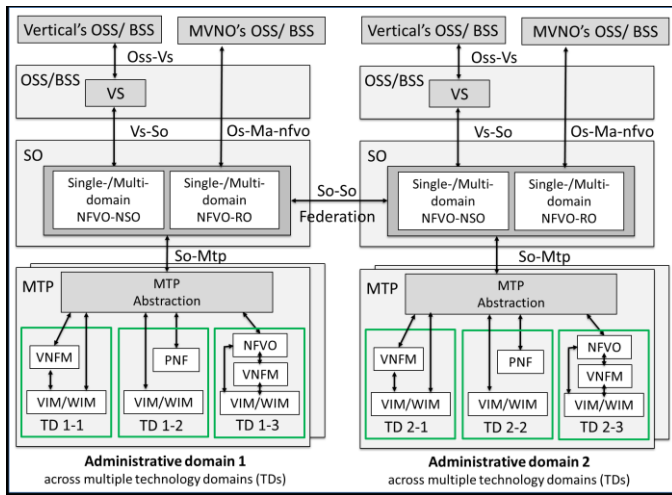 Vertical's OSS/ BSS
MVNO's OSS/ BSS
Oss-Vs
OSS/BSS
VS
Vs-So
Os-Ma-nfvo
SO
Single-/Multi-
domain
NFVO-NSO
Single-/Multi-
domain
NFVO-RO
So-Mtp
MTP
MTP
Abstraction
VNFM
VIM/WIM
TD 1-1
PNF
VIM/WIM
TD 1-2
NFVO
VNFM
VIM/WIM
TD 1-3
Administrative domain 1
across multiple technology domains (TDs)
So-So
Federation
Vertical's OSS/ BSS
MVNO's OSS/ BSS
Oss-Vs
OSS/BSS
VS
Vs-So
Os-Ma-nfvo
SO
Single-/Multi-
domain
NFVO-NSO
Single-/Multi-
domain
NFVO-RO
So-Mtp
MTP
MTP
Abstraction
VNFM
VIM/WIM
TD 2-1
PNF
VIM/WIM
TD 2-2
NFVO
VNFM
VIM/WIM
TD 2-3
Administrative domain 2
across multiple technology domains (TDs)